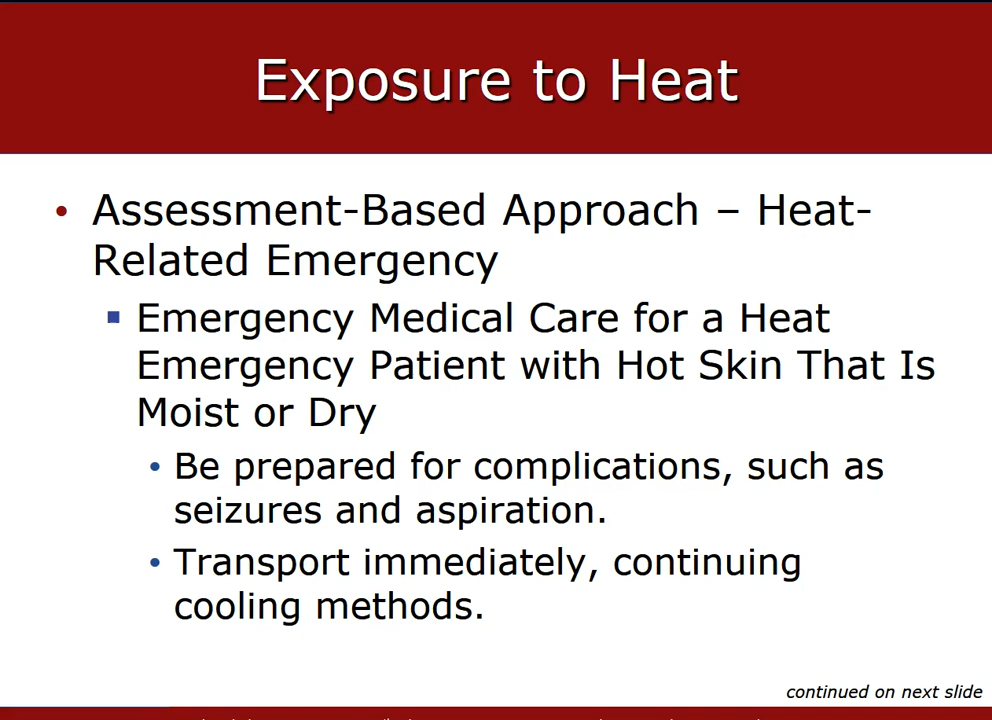 Exposure to Heat
• Assessment-Based Approach – Heat-
Related Emergency
▪ Emergency Medical Care for a Heat
Emergency Patient with Hot Skin That Is
Moist or Dry
• Be prepared for complications, such as
seizures and aspiration.
• Transport immediately, continuing
cooling methods.
continued on next slide